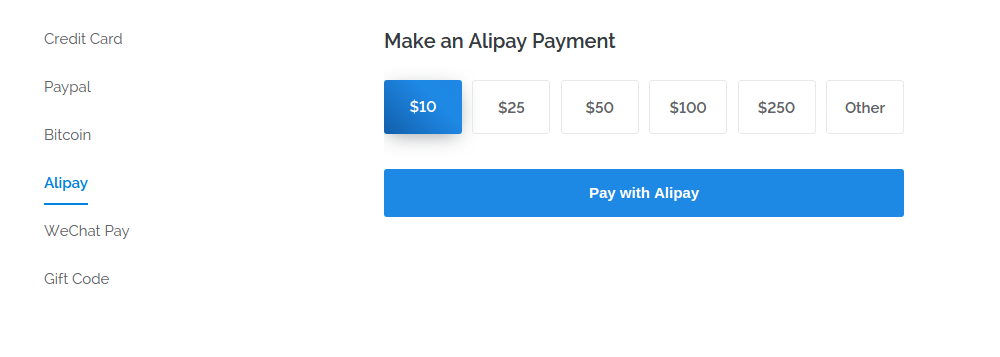 Credit Card
Paypal
Bitcoin
Alipay
WeChat Pay
Gift Code
Make an Alipay Payment
$10 $25 $50 $100 $250 Other
Pay with Alipay